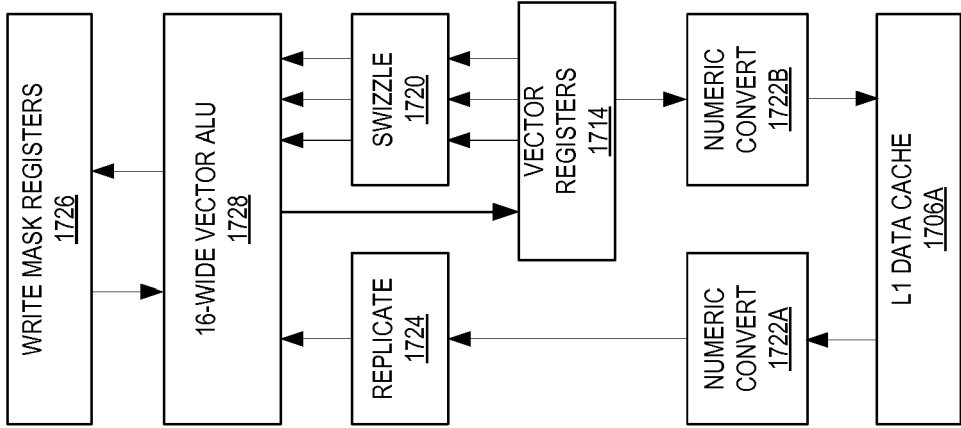 WRITE MASK REGISTERS
1726
16-WIDE VECTOR ALU
1728
REPLICATE
1724
SWIZZLE
1720
VECTOR
REGISTERS
1714
NUMERIC
CONVERT
1722A
NUMERIC
CONVERT
1722B
L1 DATA CACHE
1706A